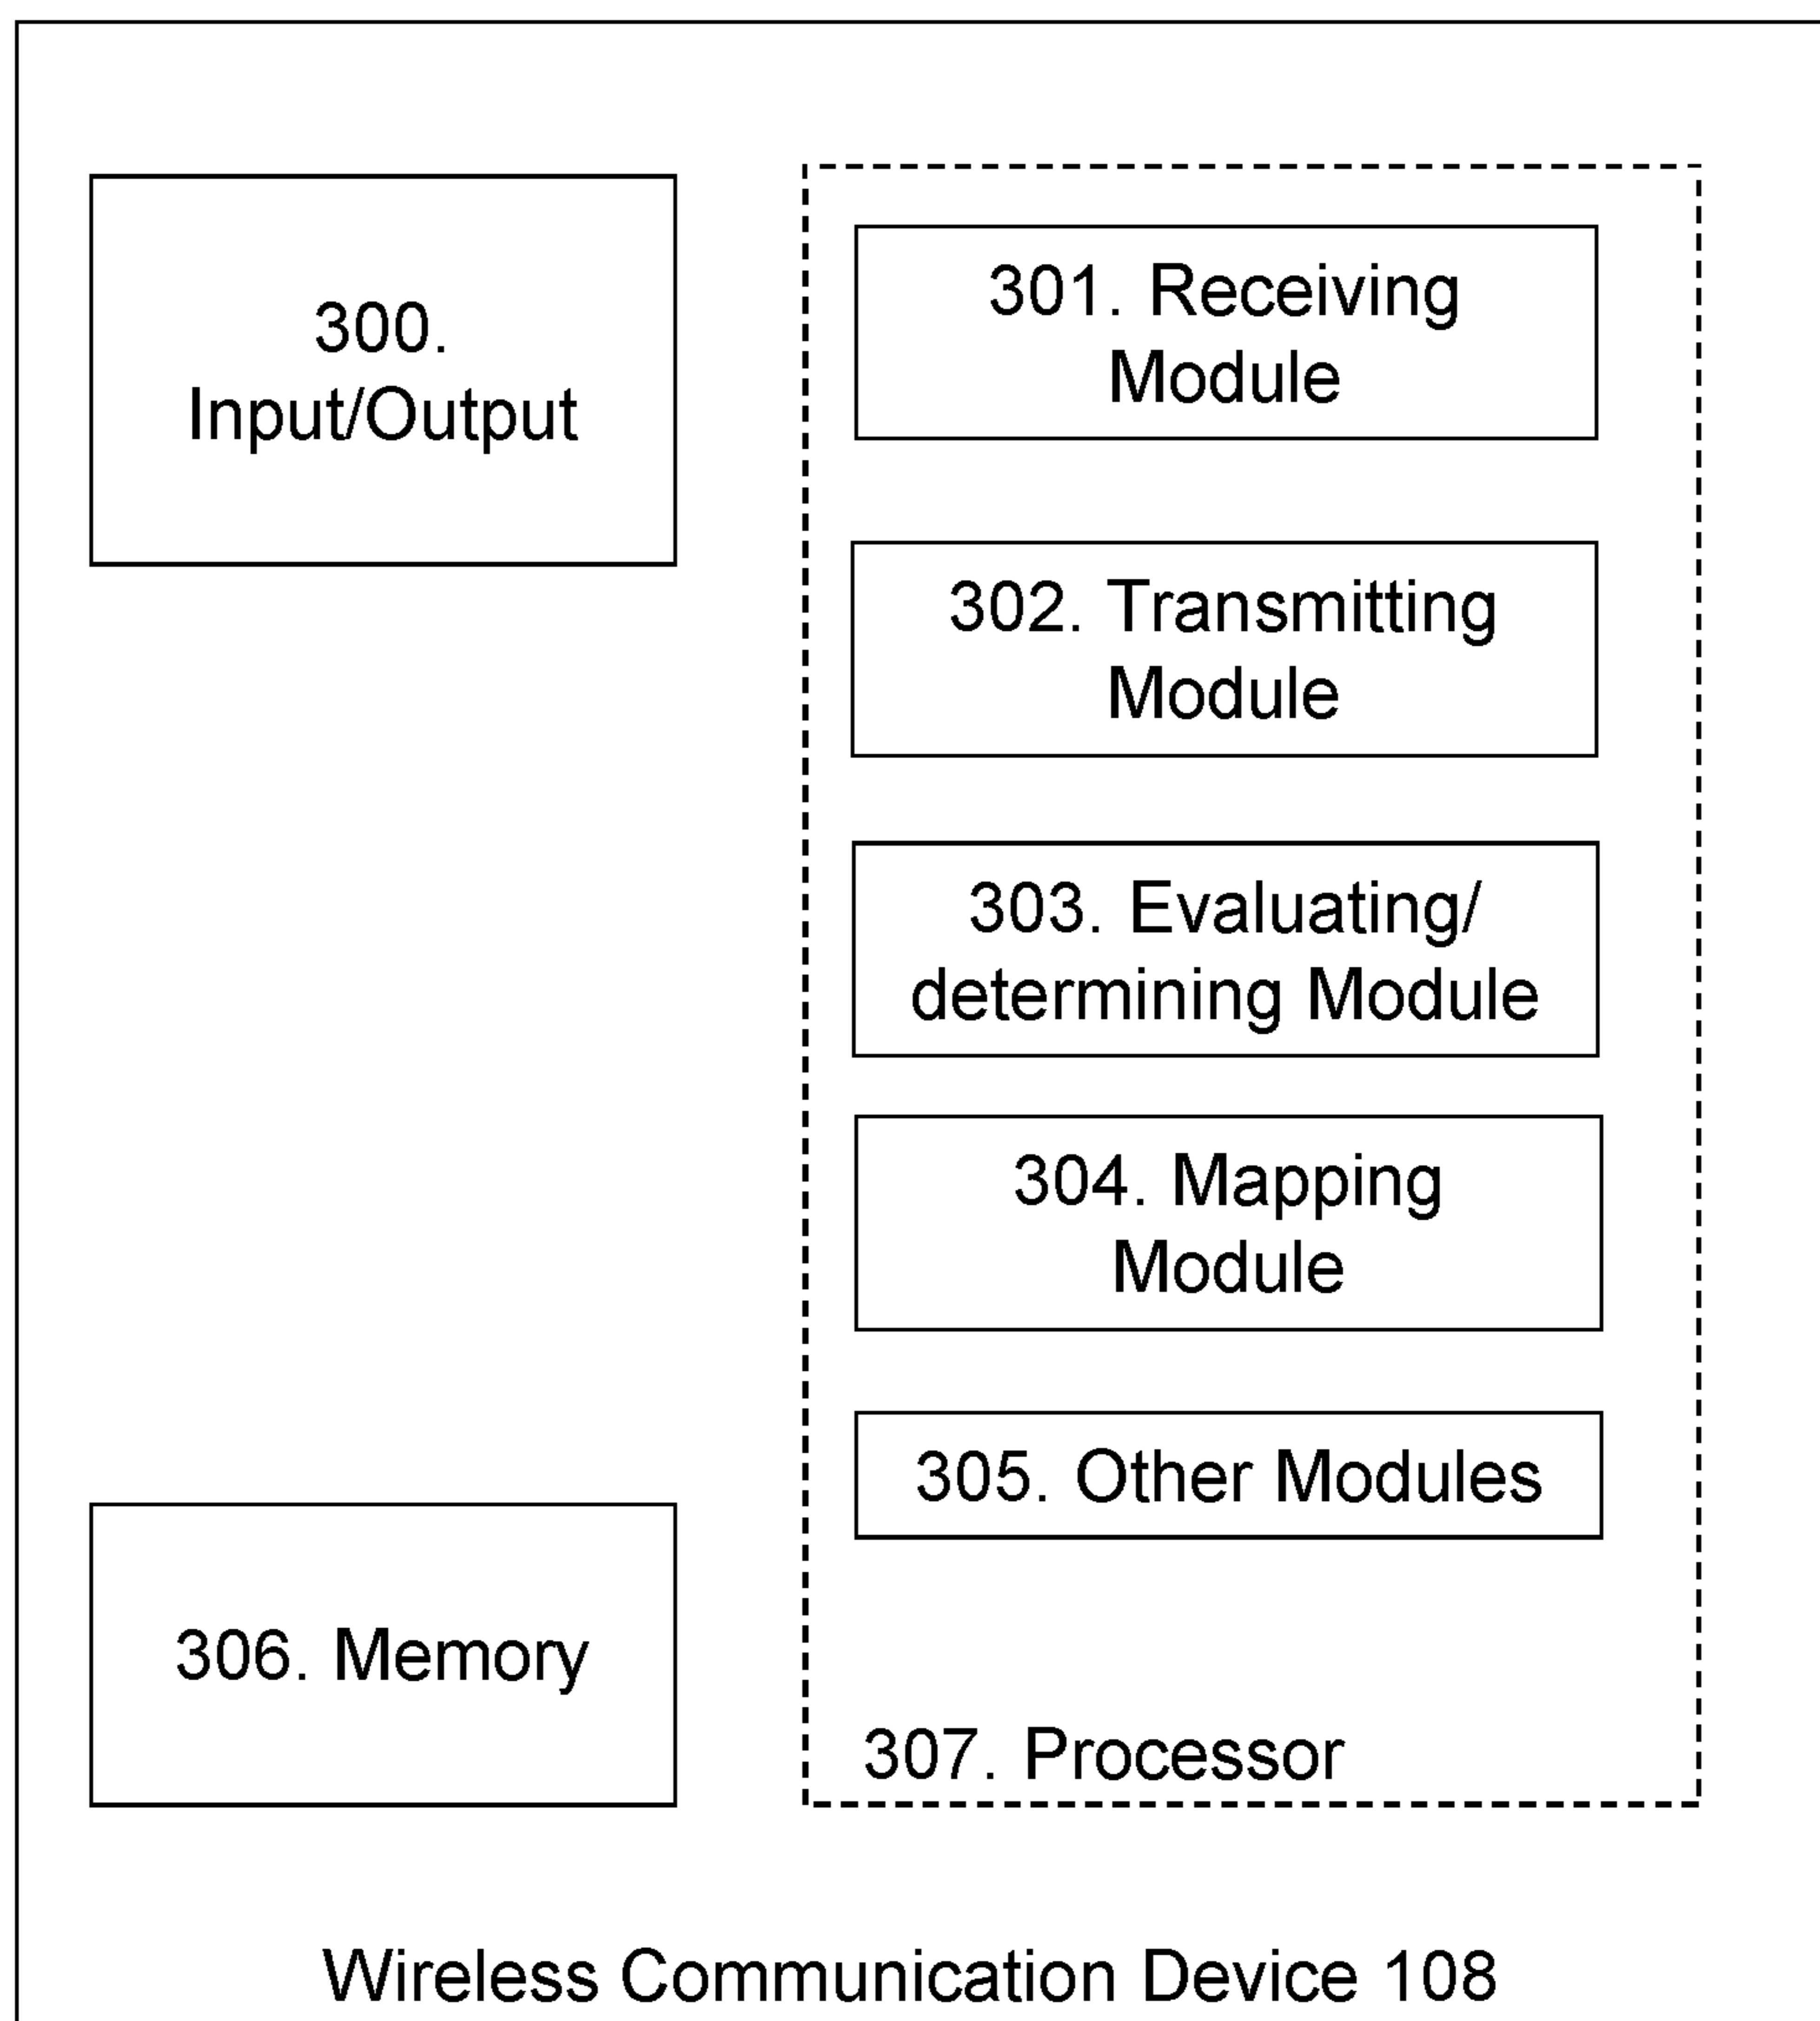 300.
Input/Output
301. Receiving
Module
302. Transmitting
Module
303. Evaluating/
determining Module
304. Mapping
Module
305. Other Modules
306. Memory
307. Processor
Wireless Communication Device 108